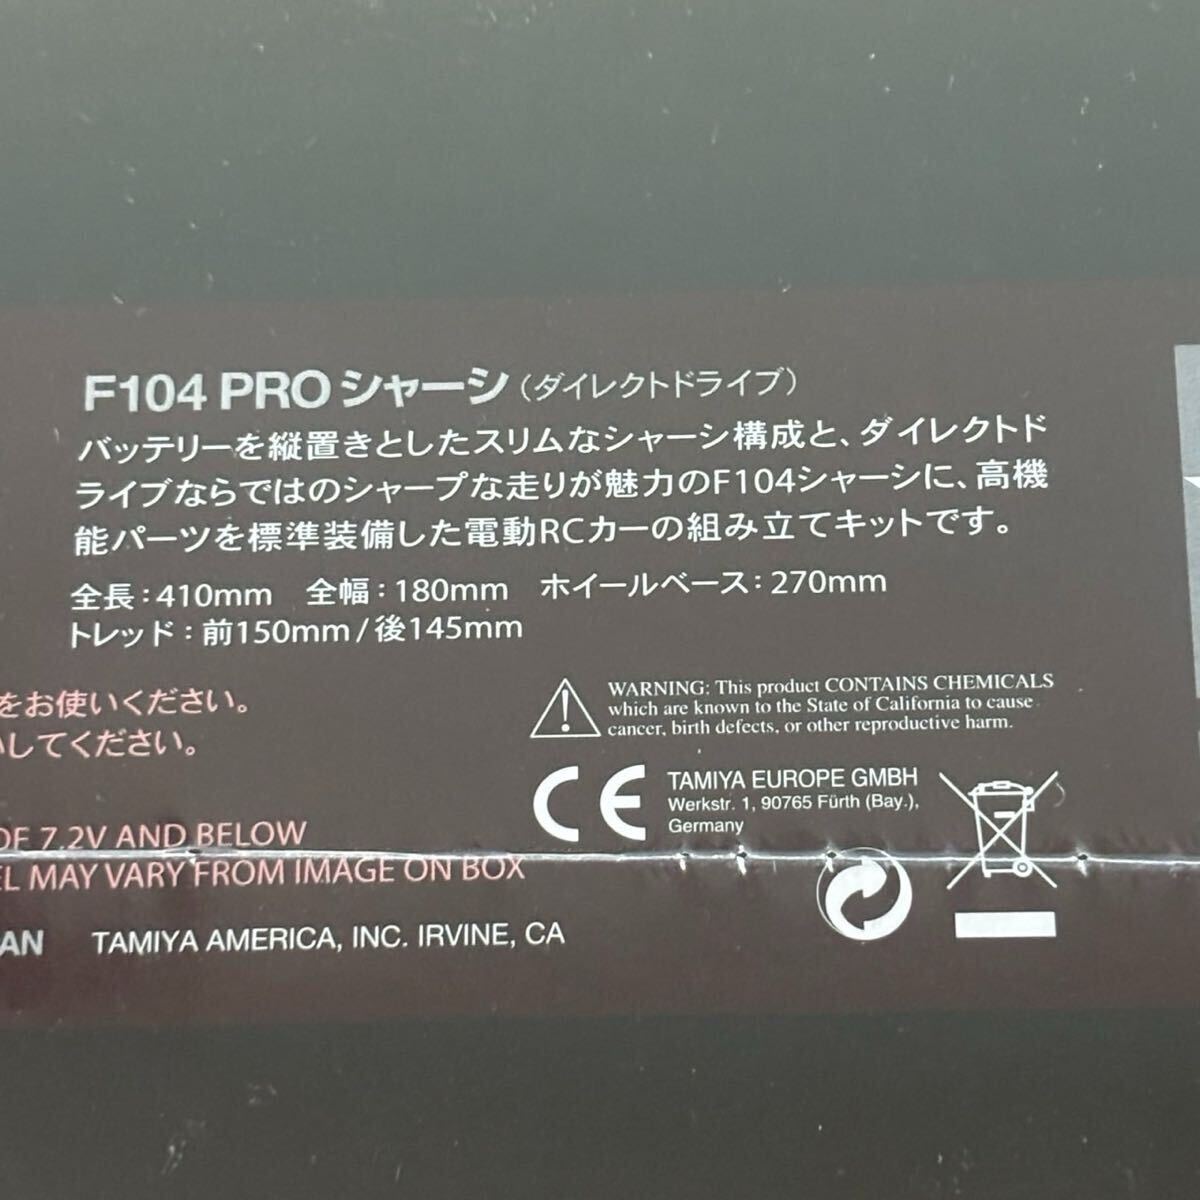 F104 PRO シャーシ（ダイレクトドライブ）
バッテリーを縦置きとしたスリムなシャーシ構成と、ダイレクトド
ライブならではのシャープな走りが魅力のF104シャーシに、高機
能パーツを標準装備した電動RCカーの組み立てキットです。
全長：410mm　全幅：180mm　ホイールベース：270mm
トレッド：前150mm/後145mm
をお使いください。
してください。
WARNING: This product CONTAINS CHEMICALS
which are known to the State of California to cause
cancer, birth defects, or other reproductive harm.
CE
TAMIYA EUROPE GMBH
Werkstr. 1, 90765 Fürth (Bay.),
Germany
OF 7.2V AND BELOW
EL MAY VARY FROM IMAGE ON BOX
AN TAMIYA AMERICA, INC. IRVINE, CA